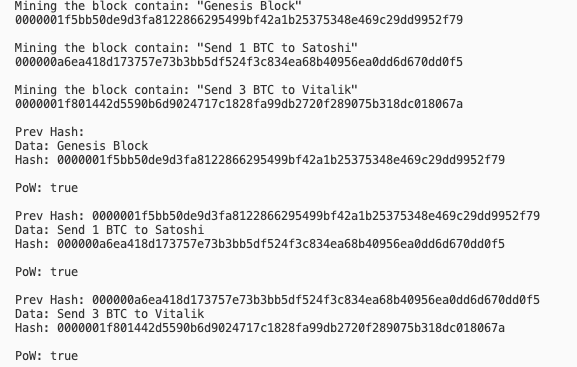 Mining the block contain: "Genesis Block"
0000001f5bb50de9d3fa8122866295499bf42a1b25375348e469c29dd9952f79
Mining the block contain: "Send 1 BTC to Satoshi"
000000a6ea418d173757e73b3bb5df524f3c834ea68b40956ea0dd6d670dd0f5
Mining the block contain: "Send 3 BTC to Vitalik"
0000001f801442d5590b6d9024717c1828fa99db2720f289075b318dc018067a
Prev Hash:
Data: Genesis Block
Hash: 0000001f5bb50de9d3fa8122866295499bf42a1b25375348e469c29dd9952f79
PoW: true
Prev Hash: 0000001f5bb50de9d3fa8122866295499bf42a1b25375348e469c29dd9952f79
Data: Send 1 BTC to Satoshi
Hash: 000000a6ea418d173757e73b3bb5df524f3c834ea68b40956ea0dd6d670dd0f5
PoW: true
Prev Hash: 000000a6ea418d173757e73b3bb5df524f3c834ea68b40956ea0dd6d670dd0f5
Data: Send 3 BTC to Vitalik
Hash: 0000001f801442d5590b6d9024717c1828fa99db2720f289075b318dc018067a
PoW: true